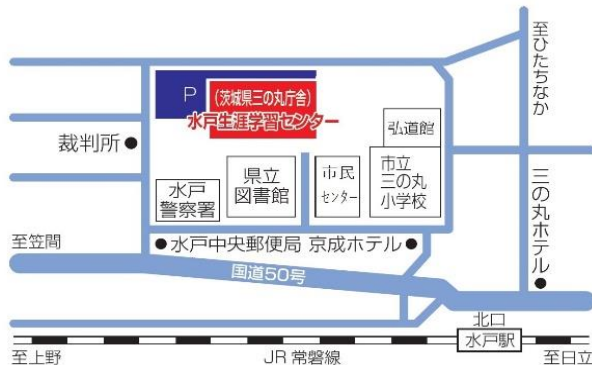 至ひたちなか
P
(茨城県三の丸庁舎)
水戸生涯学習センター
弘道館
裁判所
水戸
警察署
県立
図書館
市民
センター
市立
三の丸
小学校
三の丸ホテル
至笠間
水戸中央郵便局
京成ホテル
国道50号
北口
水戸駅
至上野
JR常磐線
至日立